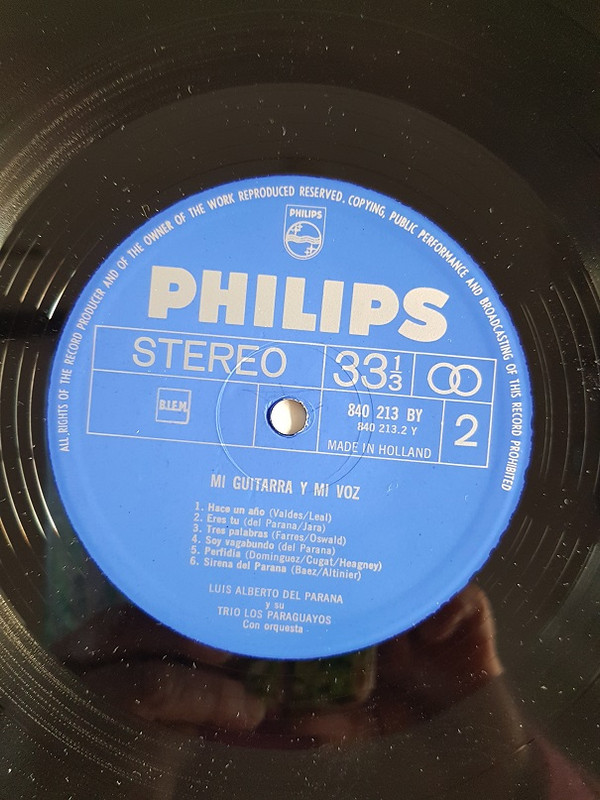 ALL RIGHTS OF THE RECORD PRODUCER AND OF THE OWNER OF THE WORK REPRODUCED RESERVED. COPYING, PUBLIC PERFORMANCE AND BROADCASTING OF THIS RECORD PROHIBITED
PHILIPS
PHILIPS
STEREO 33 1/3
B.I.E.M.
840 213 BY 2
840 213.2 Y
MADE IN HOLLAND
MI GUITARRA Y MI VOZ
1. Hace un año (Valdes/Leal)
2. Eres tu (del Parana/Jara)
3. Tres palabras (Farres/Oswald)
4. Soy vagabundo (del Parana)
5. Perfidia (Dominguez/Cugat/Heagney)
6. Sirena del Parana (Baez/Altinier)
LUIS ALBERTO DEL PARANA
y su
TRIO LOS PARAGUAYOS
Con orquesta